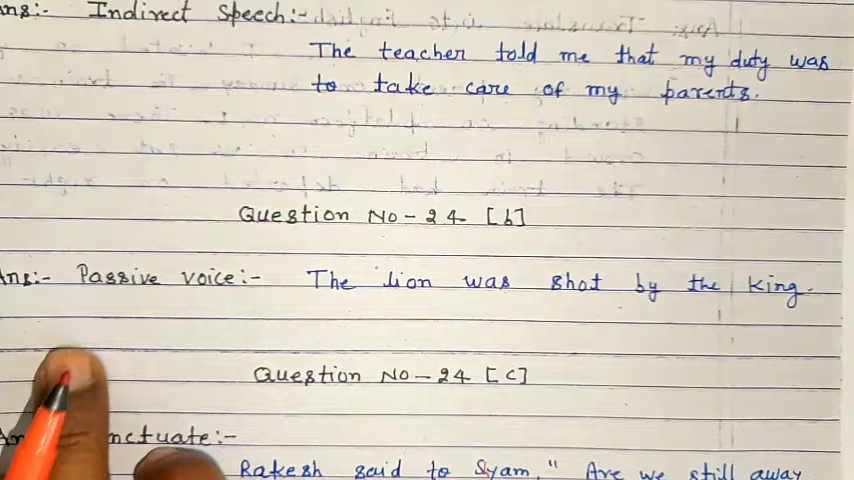 ns:- Indirect Speech:-
The teacher told me that my duty was
to take care of my parents.
Question No-24 [b]
Ans:- Passive voice:- The lion was shot by the king.
Question No-24 [c]
nctuate:-
Rakesh said to Syam, " Are we still away